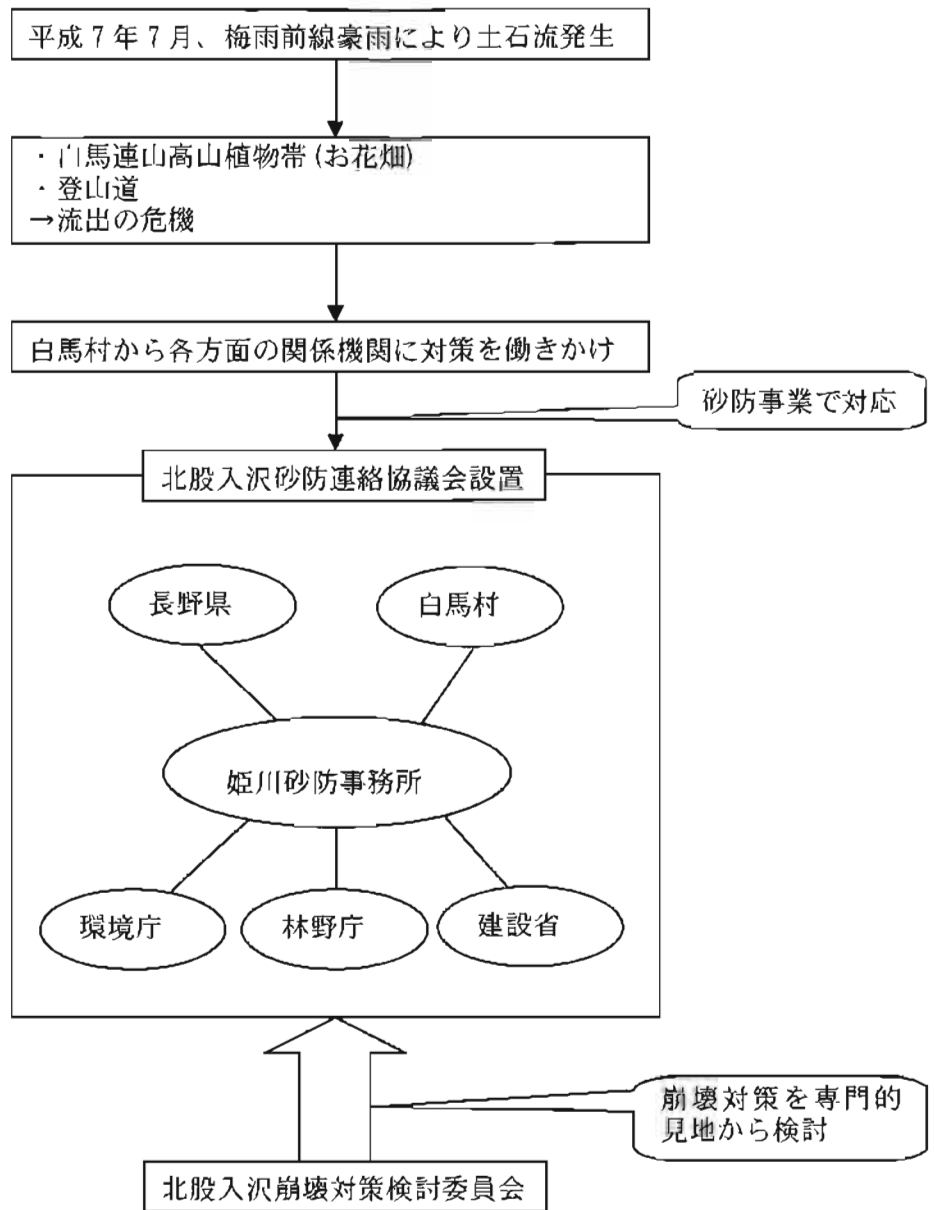 平成７年７月、梅雨前線豪雨により土石流発生
・白馬連山高山植物帯(お花畑)
・登山道
→流出の危機
白馬村から各方面の関係機関に対策を働きかけ
砂防事業で対応
北股入沢砂防連絡協議会設置
長野県
白馬村
姫川砂防事務所
環境庁
林野庁
建設省
崩壊対策を専門的
見地から検討
北股入沢崩壊対策検討委員会